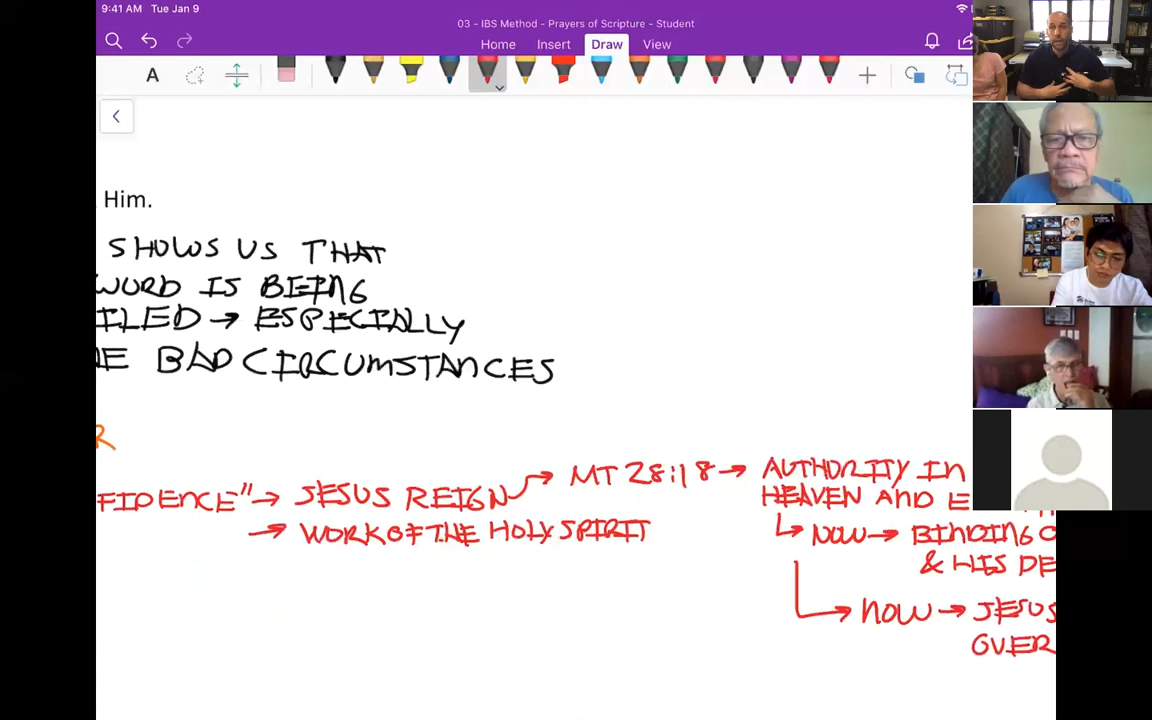 9:41 AM Tue Jan 9
03 - IBS Method - Prayers of Scripture - Student
Home Insert Draw View
A
Him.
SHOWS US THAT
WORD IS BEING
ILED → ESPECIALLY
E BAD CIRCUMSTANCES
R
FIDENCE" → JESUS REIGN → MT 28:18 → AUTHORITY IN
HEAVEN AND E
→ WORK OF THE HOLY SPIRIT
↳ NOW → BINDING O
& HIS DE
→ NOW → JESUS
OVER